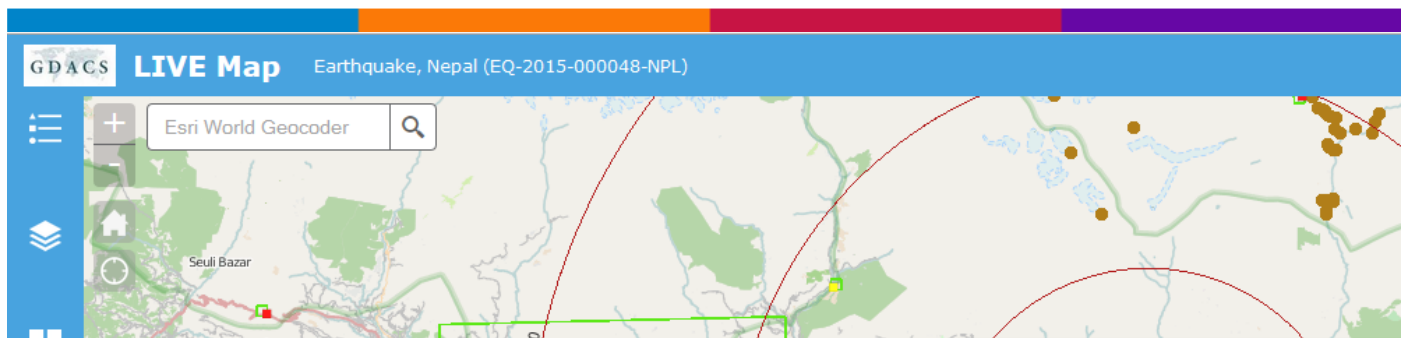 GDACS LIVE Map Earthquake, Nepal (EQ-2015-000048-NPL)
Esri World Geocoder
Seuli Bazar